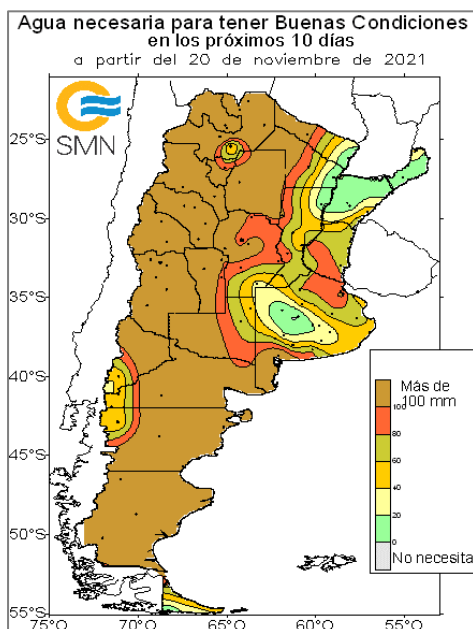 Agua necesaria para tener Buenas Condiciones
en los próximos 10 días
a partir del 20 de noviembre de 2021
SMN
25°S
30°S
35°S
40°S
45°S
50°S
55°S
75°O
70°O
65°O
60°O
55°O
Más de
100 mm
100
80
60
40
20
0
No necesita